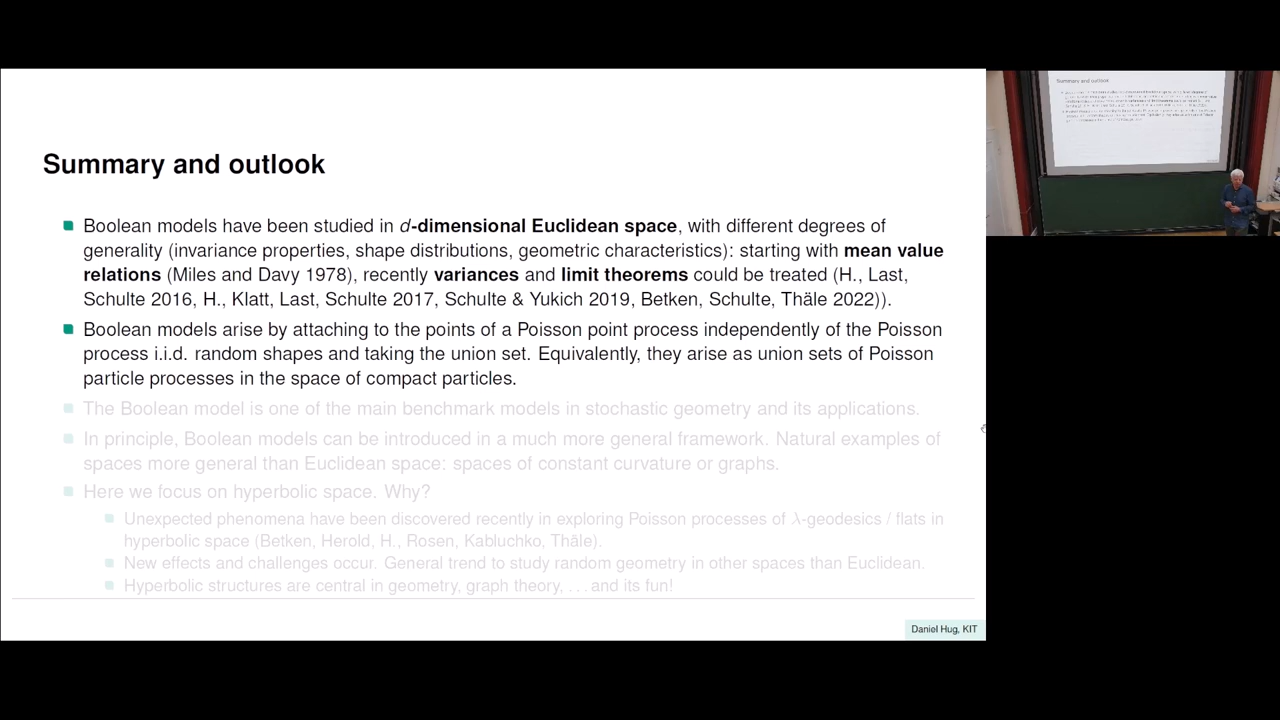 Summary and outlook
Boolean models have been studied in d-dimensional Euclidean space, with different degrees of
generality (invariance properties, shape distributions, geometric characteristics): starting with mean value
relations (Miles and Davy 1978), recently variances and limit theorems could be treated (H., Last,
Schulte 2016, H., Klatt, Last, Schulte 2017, Schulte & Yukich 2019, Betken, Schulte, Thäle 2022)).
Boolean models arise by attaching to the points of a Poisson point process independently of the Poisson
process i.i.d. random shapes and taking the union set. Equivalently, they arise as union sets of Poisson
particle processes in the space of compact particles.
The Boolean model is one of the main benchmark models in stochastic geometry and its applications.
In principle, Boolean models can be introduced in a much more general framework. Natural examples of
spaces more general than Euclidean space: spaces of constant curvature or graphs.
Here we focus on hyperbolic space. Why?
Unexpected phenomena have been discovered recently in exploring Poisson processes of λ-geodesics / flats in
hyperbolic space (Betken, Herold, H., Rosen, Kabluchko, Thäle).
New effects and challenges occur. General trend to study random geometry in other spaces than Euclidean.
Hyperbolic structures are central in geometry, graph theory, . . . and its fun!
Daniel Hug, KIT
Summary and outlook